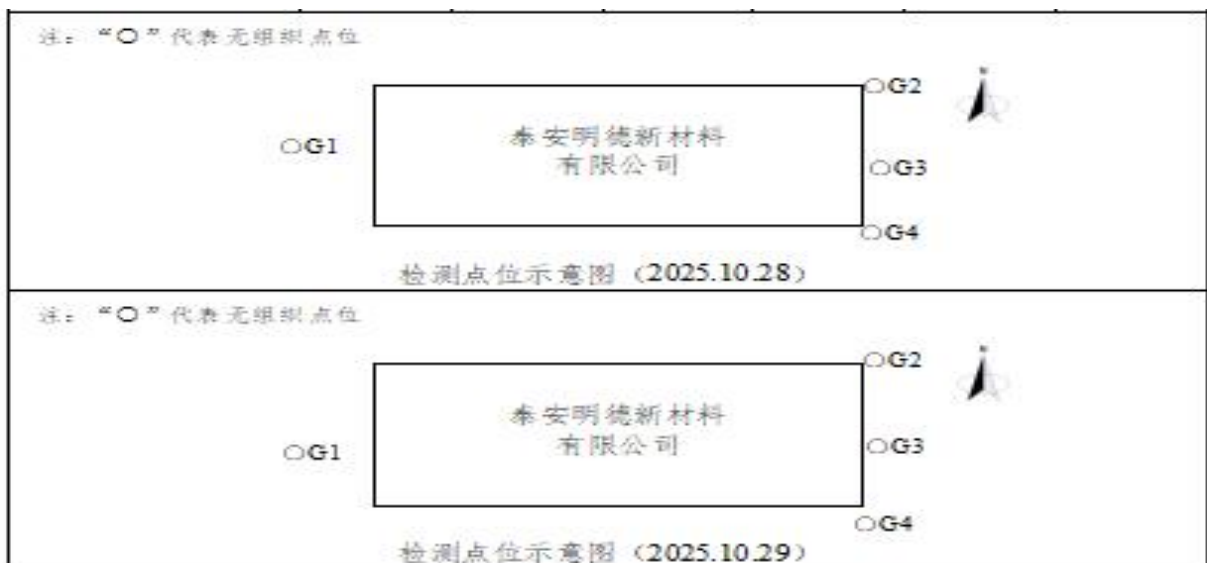 注：“○”代表无组织点位
○G2
○G1
泰安明德新材料
有限公司
○G3
○G4
检测点位示意图（2025.10.28）
注：“○”代表无组织点位
○G2
泰安明德新材料
有限公司
○G1
○G3
○G4
检测点位示意图（2025.10.29）